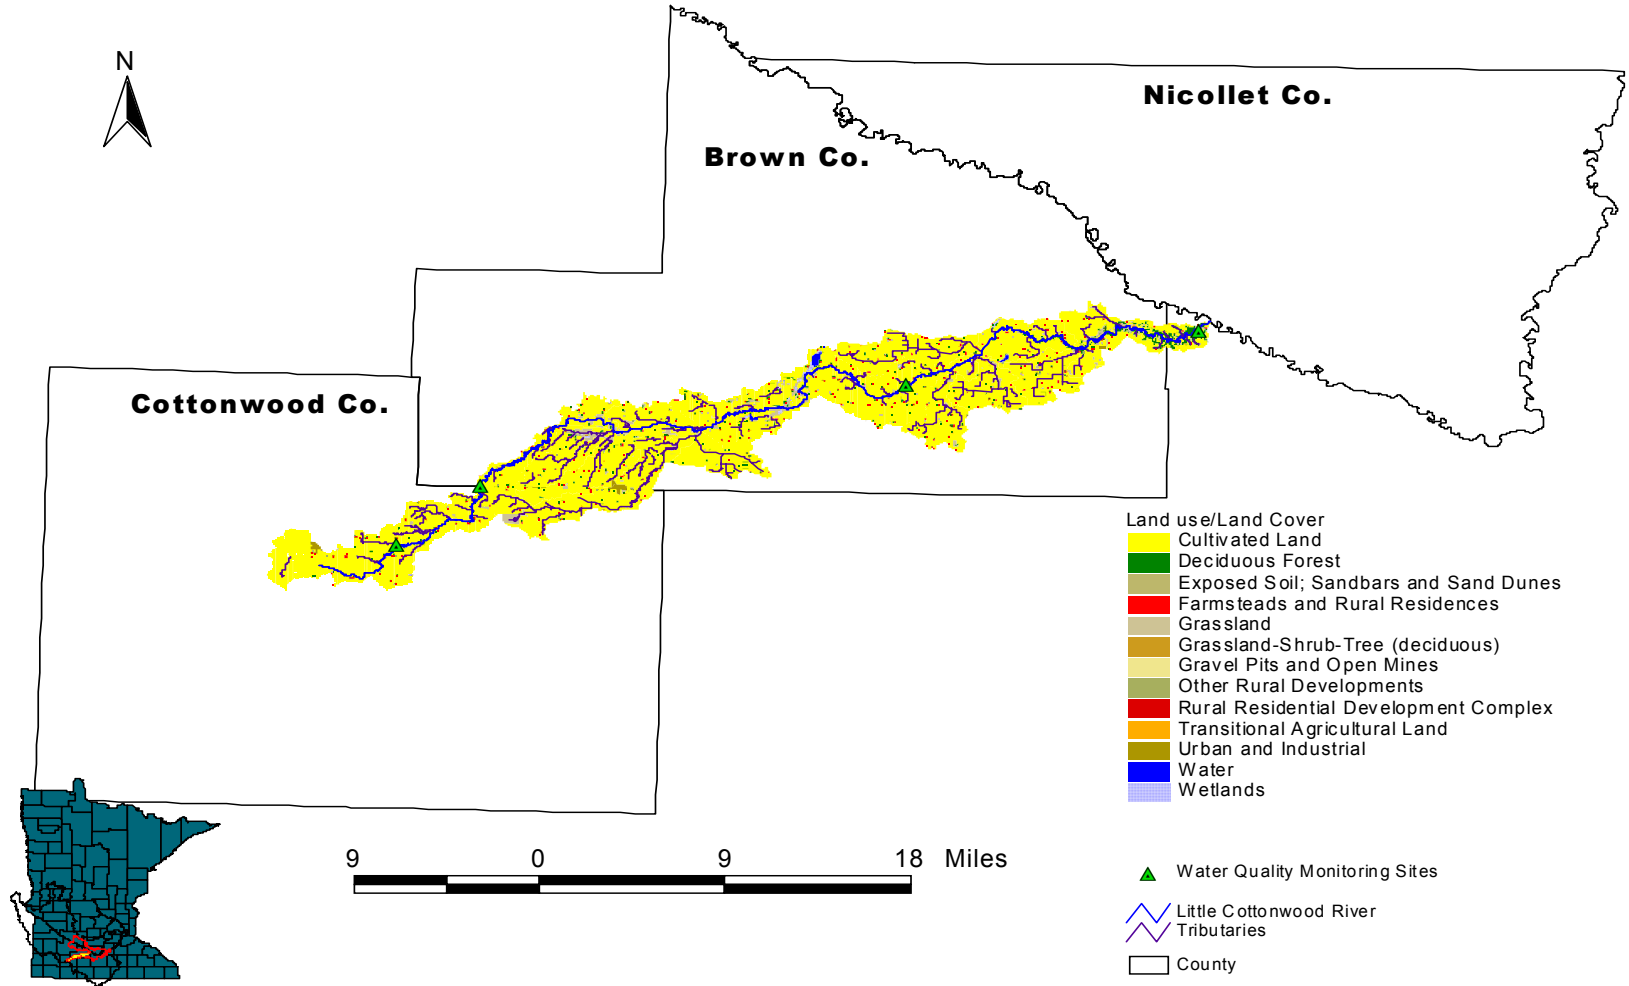 N
Nicollet Co.
Brown Co.
Cottonwood Co.
Land use/Land Cover
Cultivated Land
Deciduous Forest
Exposed Soil; Sandbars and Sand Dunes
Farmsteads and Rural Residences
Grassland
Grassland-Shrub-Tree (deciduous)
Gravel Pits and Open Mines
Other Rural Developments
Rural Residential Development Complex
Transitional Agricultural Land
Urban and Industrial
Water
Wetlands
9 0 9 18 Miles
Water Quality Monitoring Sites
Little Cottonwood River
Tributaries
County